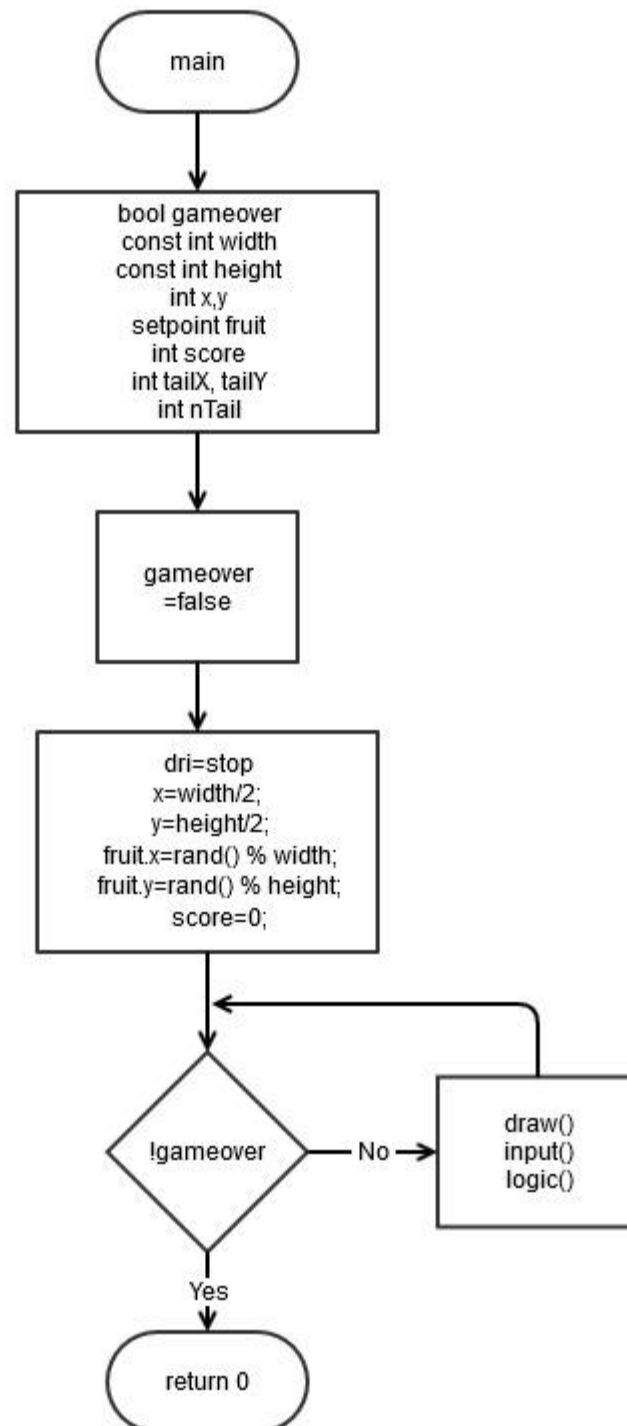 main
bool gameover
const int width
const int height
int x,y
setpoint fruit
int score
int tailX, tailY
int nTail
gameover
=false
dri=stop
x=width/2;
y=height/2;
fruit.x=rand() % width;
fruit.y=rand() % height;
score=0;
!gameover
No
draw()
input()
logic()
Yes
return 0